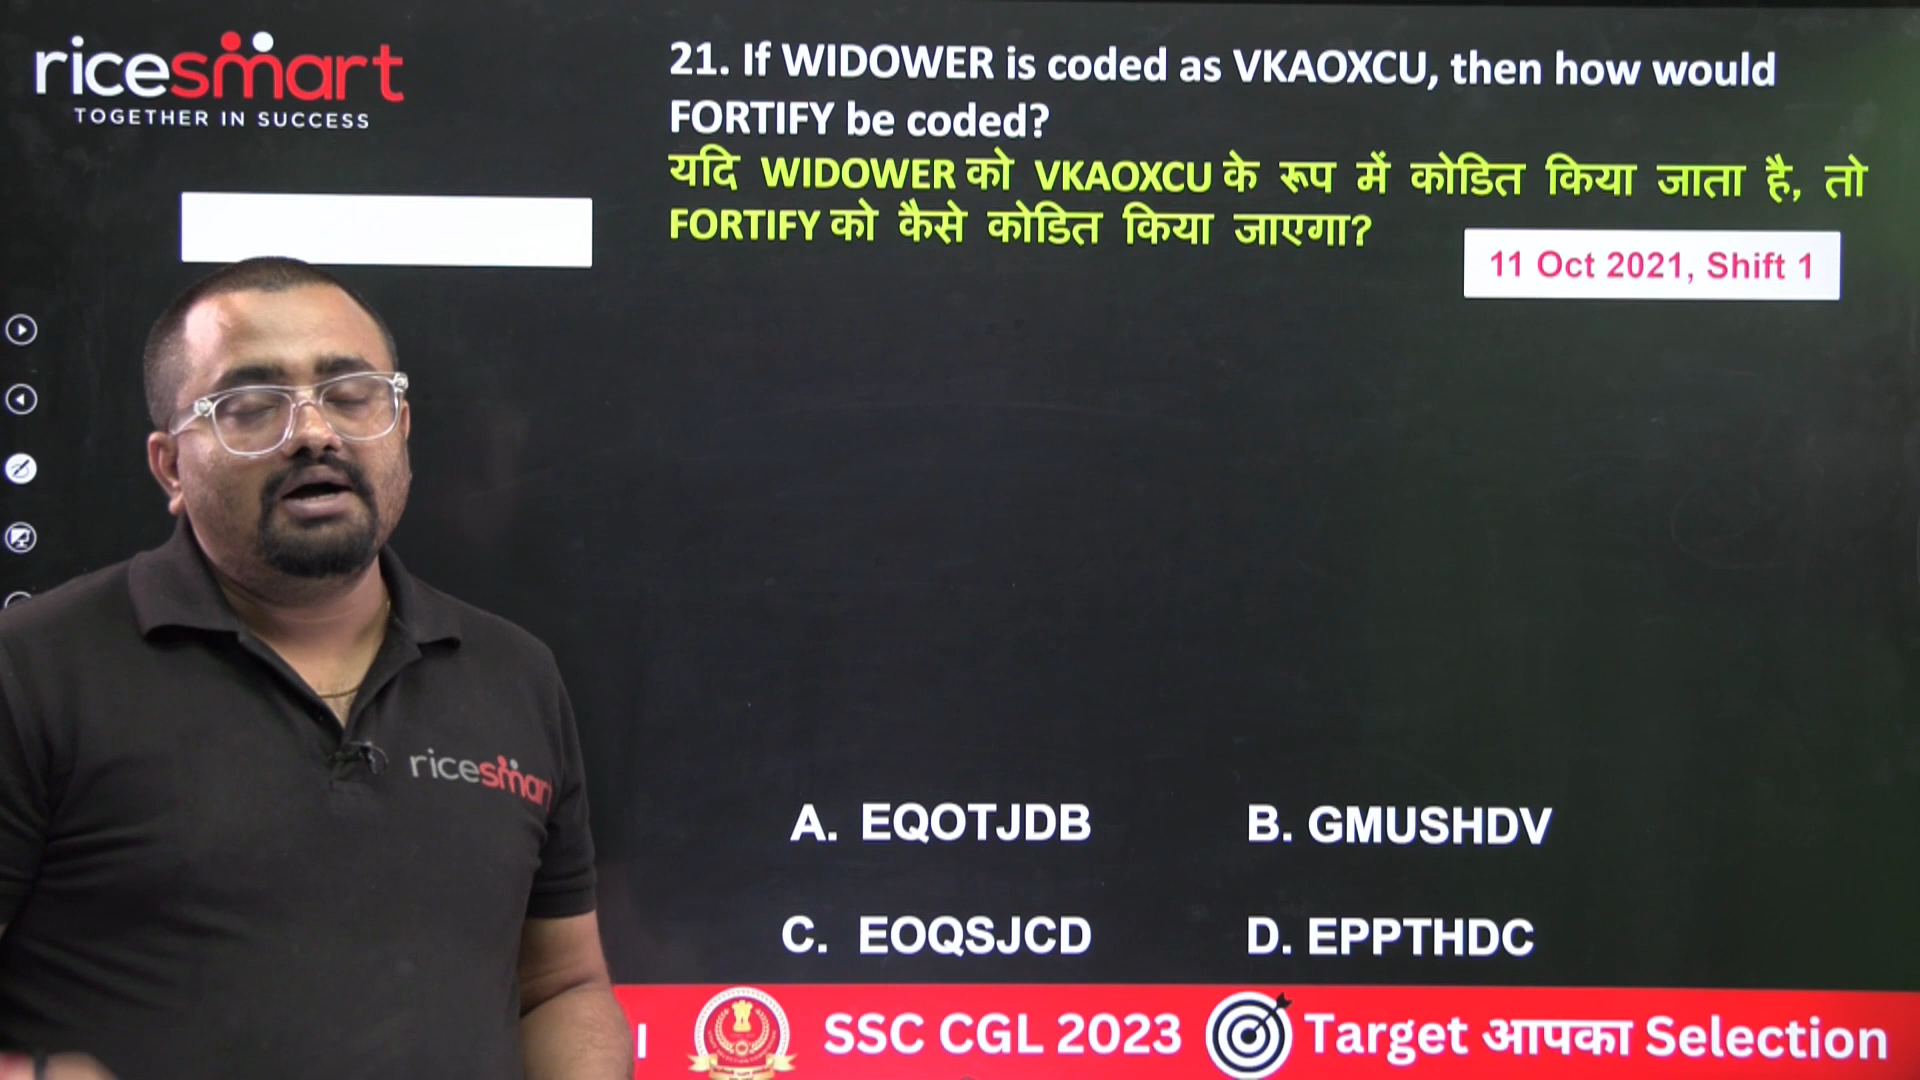 ricesmart
TOGETHER IN SUCCESS
21. If WIDOWER is coded as VKAOXCU, then how would
FORTIFY be coded?
यदि WIDOWER को VKAOXCU के रूप में कोडित किया जाता है, तो
FORTIFY को कैसे कोडित किया जाएगा?
11 Oct 2021, Shift 1
ricesmart
A. EQOTJDB
B. GMUSHDV
C. EOQSJCD
D. EPPTHDC
SSC CGL 2023
Target आपका Selection